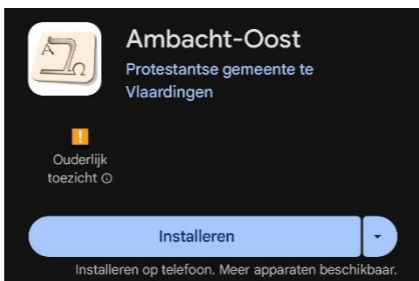 A
Ω
Ambacht-Oost
Protestantse gemeente te
Vlaardingen
!
Ouderlijk
toezicht ⓘ
Installeren
Installeren op telefoon. Meer apparaten beschikbaar.